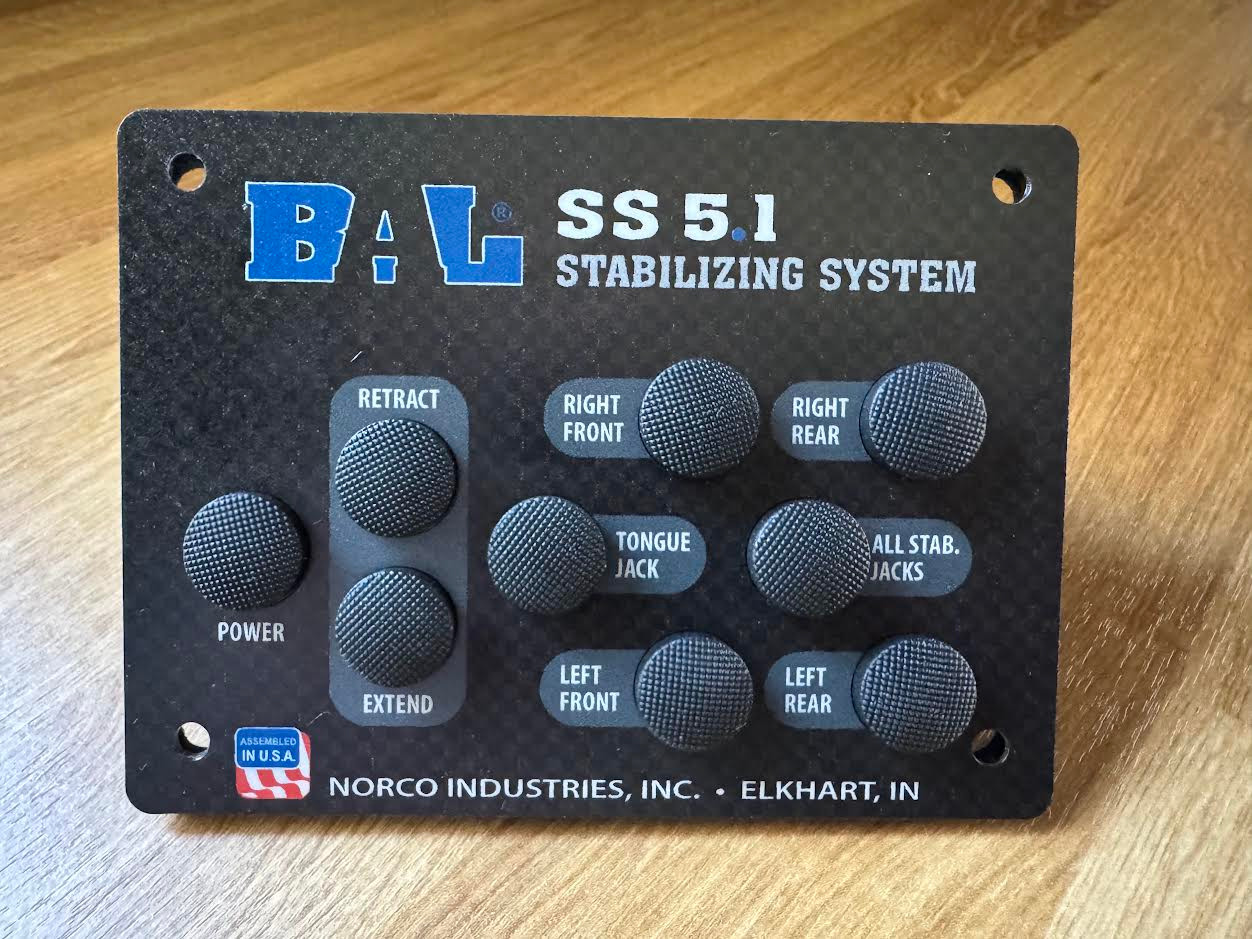 BAL®
SS 5.1
STABILIZING SYSTEM
RETRACT
EXTEND
POWER
RIGHT
FRONT
RIGHT
REAR
TONGUE
JACK
ALL STAB.
JACKS
LEFT
FRONT
LEFT
REAR
ASSEMBLED
IN U.S.A.
NORCO INDUSTRIES, INC. • ELKHART, IN